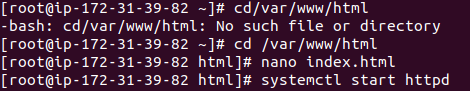 [root@ip-172-31-39-82 ~]# cd/var/www/html
-bash: cd/var/www/html: No such file or directory
[root@ip-172-31-39-82 ~]# cd /var/www/html
[root@ip-172-31-39-82 html]# nano index.html
[root@ip-172-31-39-82 html]# systemctl start httpd